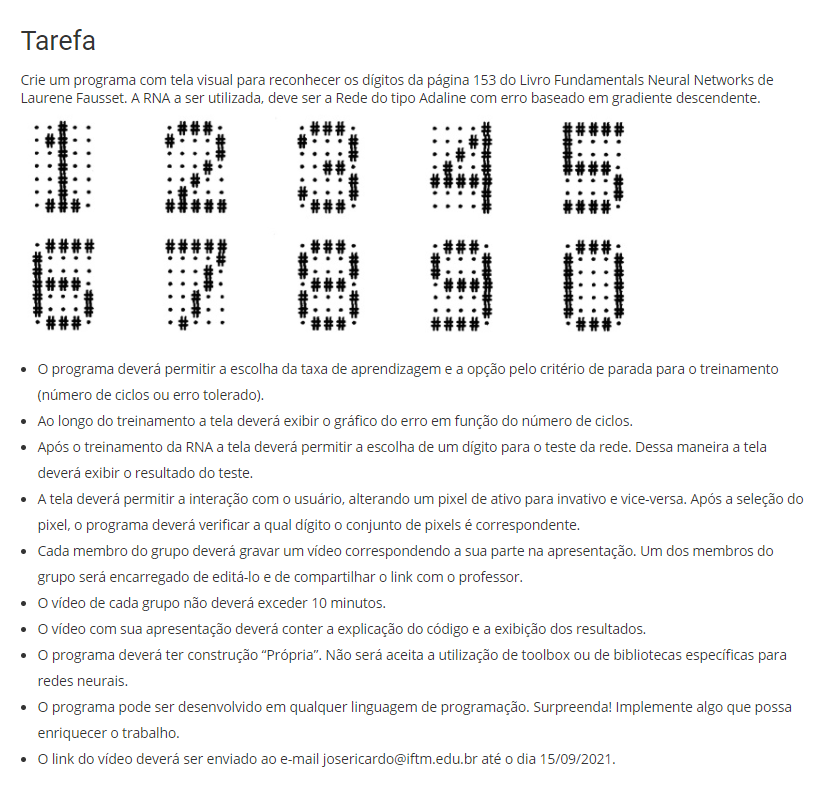 Tarefa
Crie um programa com tela visual para reconhecer os dígitos da página 153 do Livro Fundamentals Neural Networks de
Laurene Fausset. A RNA a ser utilizada, deve ser a Rede do tipo Adaline com erro baseado em gradiente descendente.
• O programa deverá permitir a escolha da taxa de aprendizagem e a opção pelo critério de parada para o treinamento
(número de ciclos ou erro tolerado).
• Ao longo do treinamento a tela deverá exibir o gráfico do erro em função do número de ciclos.
• Após o treinamento da RNA a tela deverá permitir a escolha de um dígito para o teste da rede. Dessa maneira a tela
deverá exibir o resultado do teste.
• A tela deverá permitir a interação com o usuário, alterando um pixel de ativo para invativo e vice-versa. Após a seleção do
pixel, o programa deverá verificar a qual dígito o conjunto de pixels é correspondente.
• Cada membro do grupo deverá gravar um vídeo correspondendo a sua parte na apresentação. Um dos membros do
grupo será encarregado de editá-lo e de compartilhar o link com o professor.
• O vídeo de cada grupo não deverá exceder 10 minutos.
• O vídeo com sua apresentação deverá conter a explicação do código e a exibição dos resultados.
• O programa deverá ter construção “Própria”. Não será aceita a utilização de toolbox ou de bibliotecas específicas para
redes neurais.
• O programa pode ser desenvolvido em qualquer linguagem de programação. Surpreenda! Implemente algo que possa
enriquecer o trabalho.
• O link do vídeo deverá ser enviado ao e-mail josericardo@iftm.edu.br até o dia 15/09/2021.